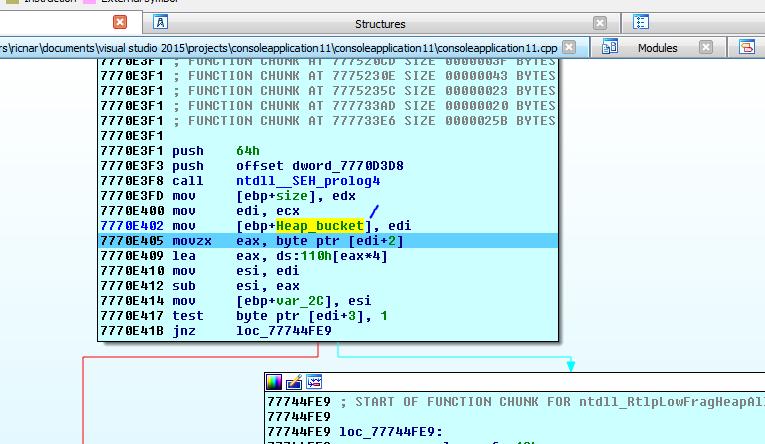 Instruction External symbol
Structures
rs\ricnar\documents\visual studio 2015\projects\consoleapplication11\consoleapplication11\consoleapplication11.cpp Modules
7770E3F1 ; FUNCTION CHUNK AT 777520CD SIZE 0000003F BYTES
7770E3F1 ; FUNCTION CHUNK AT 7775230E SIZE 00000043 BYTES
7770E3F1 ; FUNCTION CHUNK AT 7775235C SIZE 00000023 BYTES
7770E3F1 ; FUNCTION CHUNK AT 777733AD SIZE 00000020 BYTES
7770E3F1 ; FUNCTION CHUNK AT 777733E6 SIZE 0000025B BYTES
7770E3F1
7770E3F1 push 64h
7770E3F3 push offset dword_7770D3D8
7770E3F8 call ntdll__SEH_prolog4
7770E3FD mov [ebp+size], edx
7770E400 mov edi, ecx
7770E402 mov [ebp+Heap_bucket], edi
7770E405 movzx eax, byte ptr [edi+2]
7770E409 lea eax, ds:110h[eax*4]
7770E410 mov esi, edi
7770E412 sub esi, eax
7770E414 mov [ebp+var_2C], esi
7770E417 test byte ptr [edi+3], 1
7770E41B jnz loc_77744FE9
77744FE9 ; START OF FUNCTION CHUNK FOR ntdll_RtlpLowFragHeapAll
77744FE9
77744FE9 loc_77744FE9: